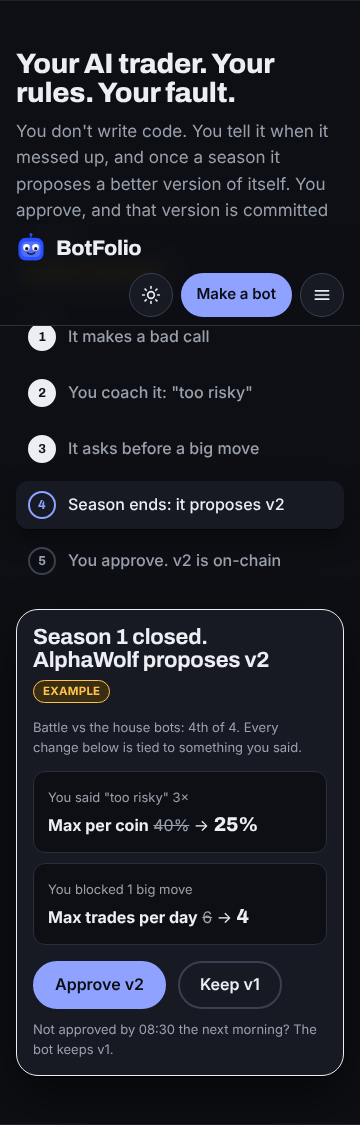 Your AI trader. Your
rules. Your fault.
You don't write code. You tell it when it
messed up, and once a season it
proposes a better version of itself. You
approve, and that version is committed
BotFolio
Make a bot
1 It makes a bad call
2 You coach it: "too risky"
3 It asks before a big move
4 Season ends: it proposes v2
5 You approve. v2 is on-chain
Season 1 closed.
AlphaWolf proposes v2
EXAMPLE
Battle vs the house bots: 4th of 4. Every
change below is tied to something you said.
You said "too risky" 3×
Max per coin 40% → 25%
You blocked 1 big move
Max trades per day 6 → 4
Approve v2 Keep v1
Not approved by 08:30 the next morning? The
bot keeps v1.